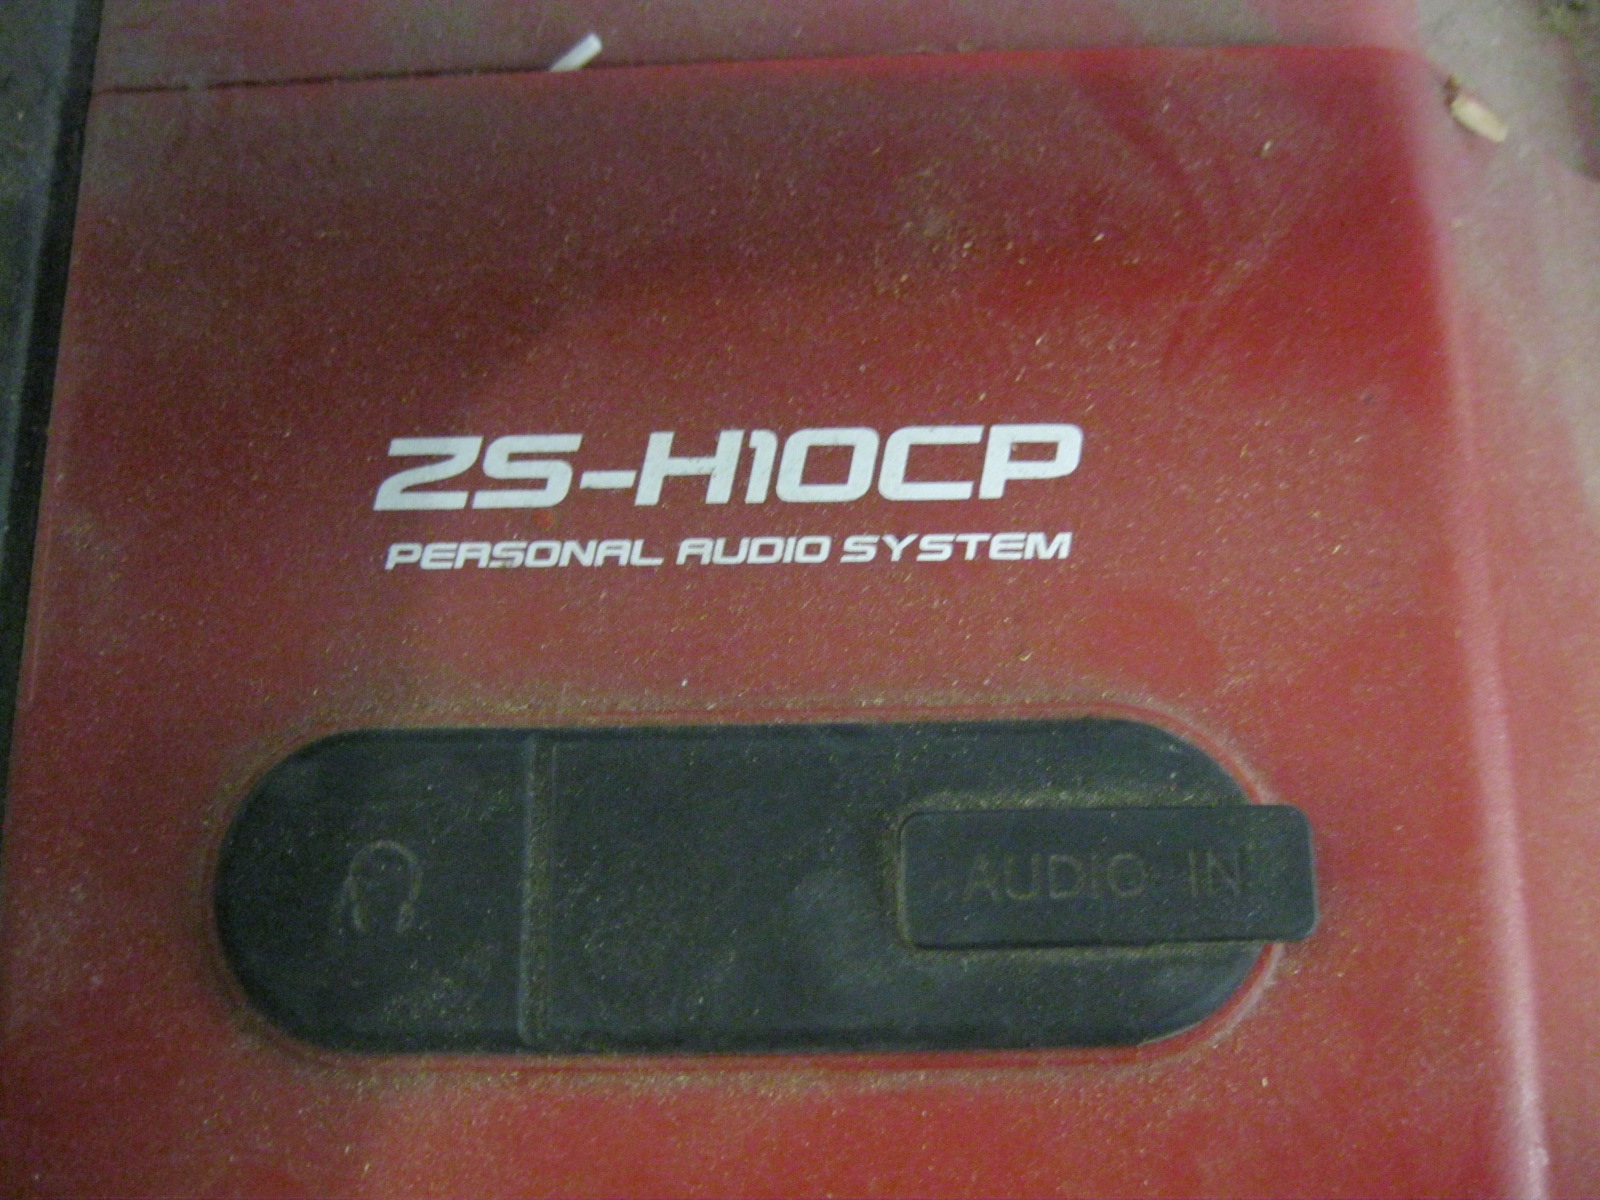 ZS-H10CP
PERSONAL AUDIO SYSTEM
AUDIO IN